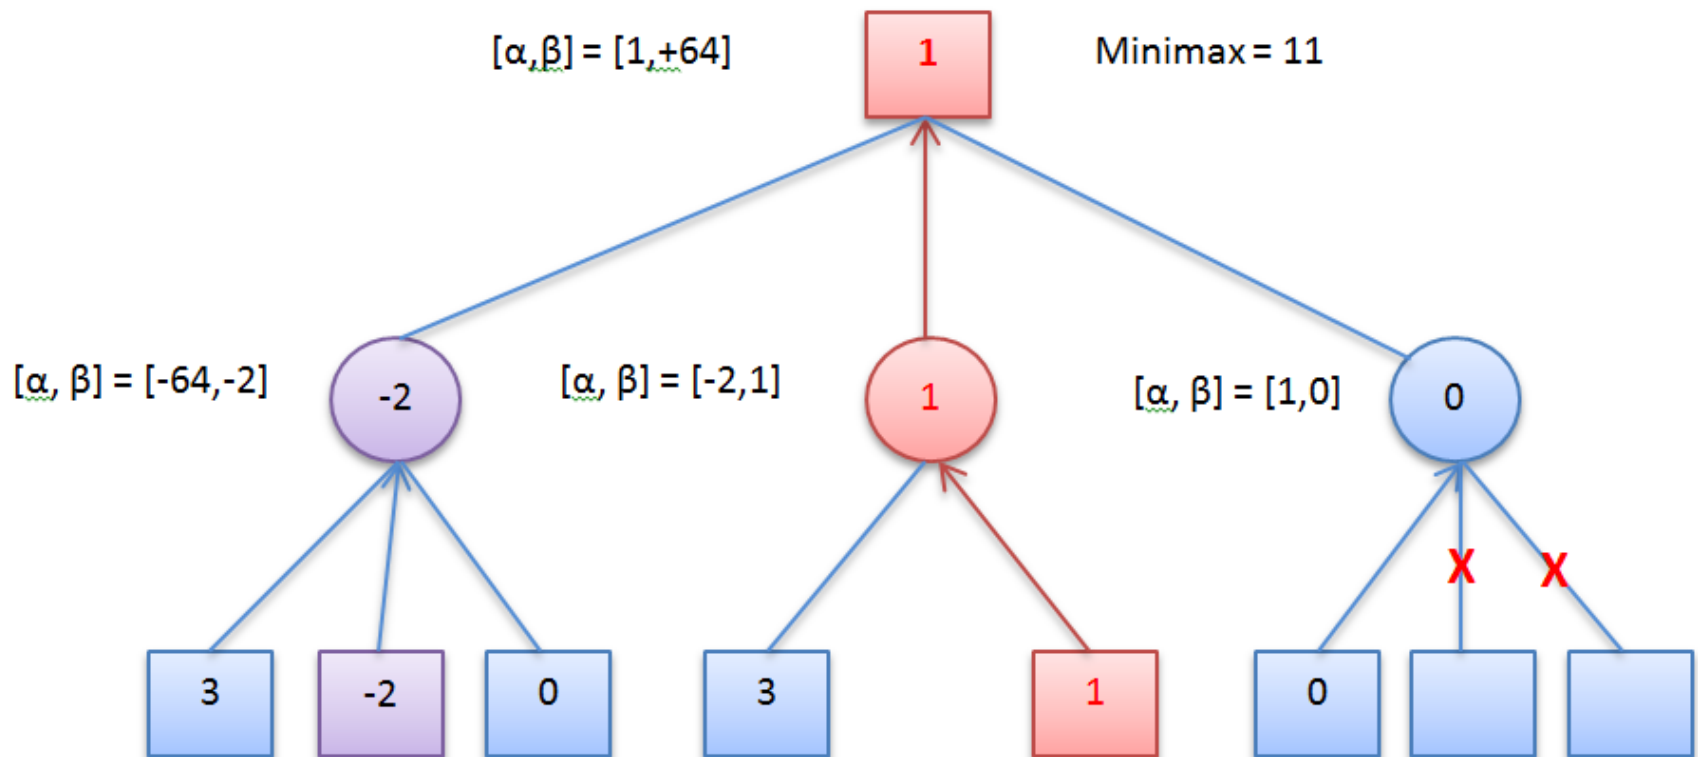 [α,β] = [1,+64]
1
Minimax = 11
[α, β] = [-64,-2]
-2
[α, β] = [-2,1]
1
[α, β] = [1,0]
0
X
X
3
-2
0
3
1
0